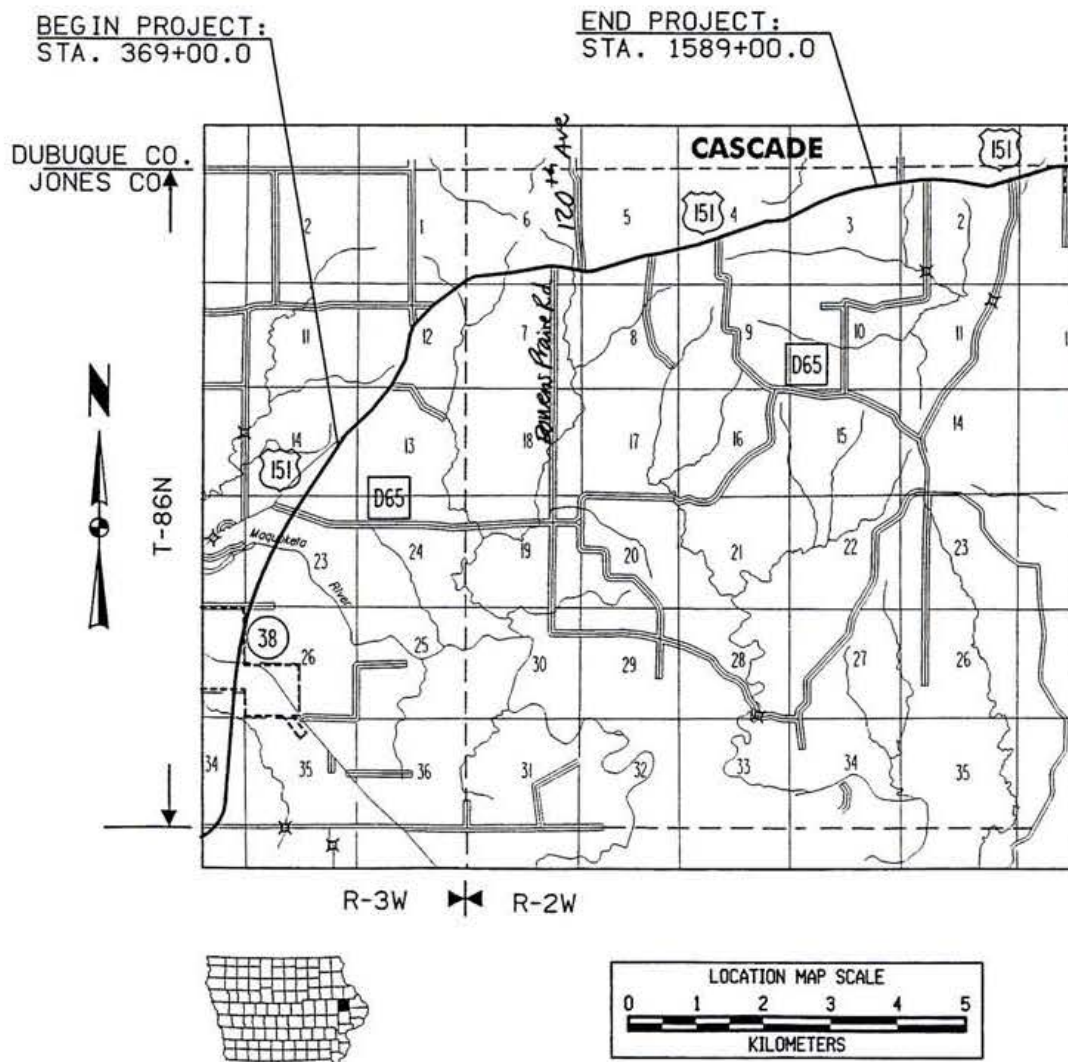 BEGIN PROJECT:
STA. 369+00.0
END PROJECT:
STA. 1589+00.0
DUBUQUE CO.
JONES CO.
CASCADE
120th Ave
151
151
2
1
6
5
4
3
2
11
12
7
8
9
10
11
Bowens Prairie Rd
D65
N
T-86N
14
13
18
17
16
15
14
151
D65
Maquoketa
River
23
24
19
20
21
22
23
38
26
25
30
29
28
27
26
34
35
36
31
32
33
34
35
R-3W
R-2W
LOCATION MAP SCALE
0 1 2 3 4 5
KILOMETERS